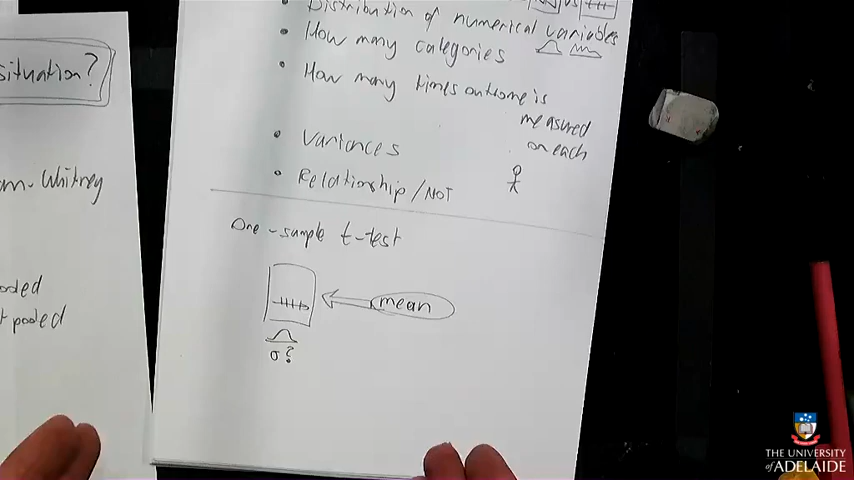 situation?
m-Whitney
ooled
t pooled
vs
• Distribution of numerical variables
• How many categories
• How many times outcome is
measured
on each
• Variances
• Relationship/NOT
One-sample t-test
mean
σ?
THE UNIVERSITY
of ADELAIDE